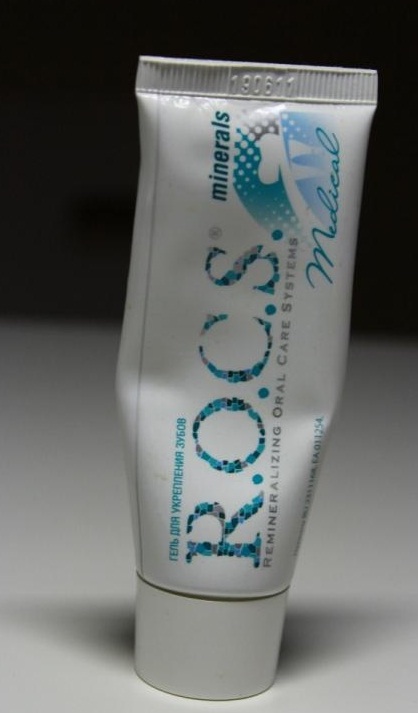 190611
minerals
Medical
R.O.C.S.®
REMINERALIZING ORAL CARE SYSTEMS
ГЕЛЬ ДЛЯ УКРЕПЛЕНИЯ ЗУБОВ